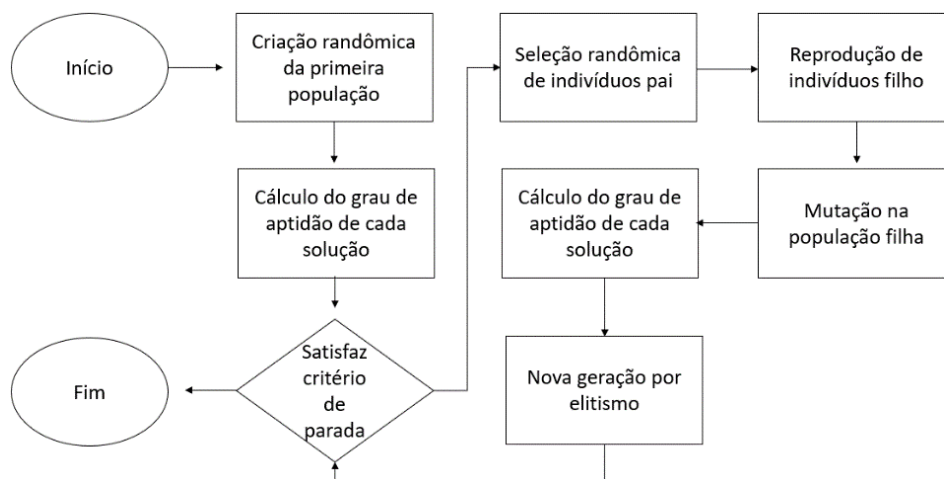 Início
Criação randômica
da primeira
população
Seleção randômica
de indivíduos pai
Reprodução de
indivíduos filho
Cálculo do grau de
aptidão de cada
solução
Cálculo do grau de
aptidão de cada
solução
Mutação na
população filha
Fim
Satisfaz
critério
de
parada
Nova geração por
elitismo